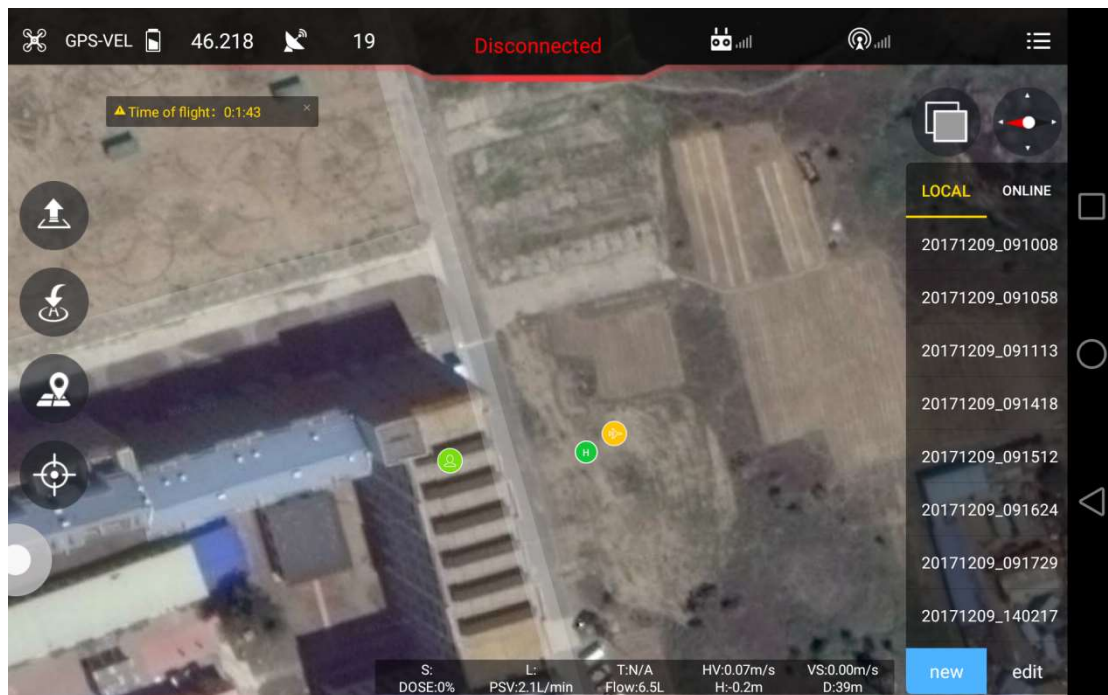 GPS-VEL 46.218 19 Disconnected
Time of flight: 0:1:43 ×
LOCAL ONLINE
20171209_091008
20171209_091058
20171209_091113
20171209_091418
20171209_091512
20171209_091624
20171209_091729
20171209_140217
new edit
S: L: T:N/A HV:0.07m/s VS:0.00m/s
DOSE:0% PSV:2.1L/min Flow:6.5L H:-0.2m D:39m
H